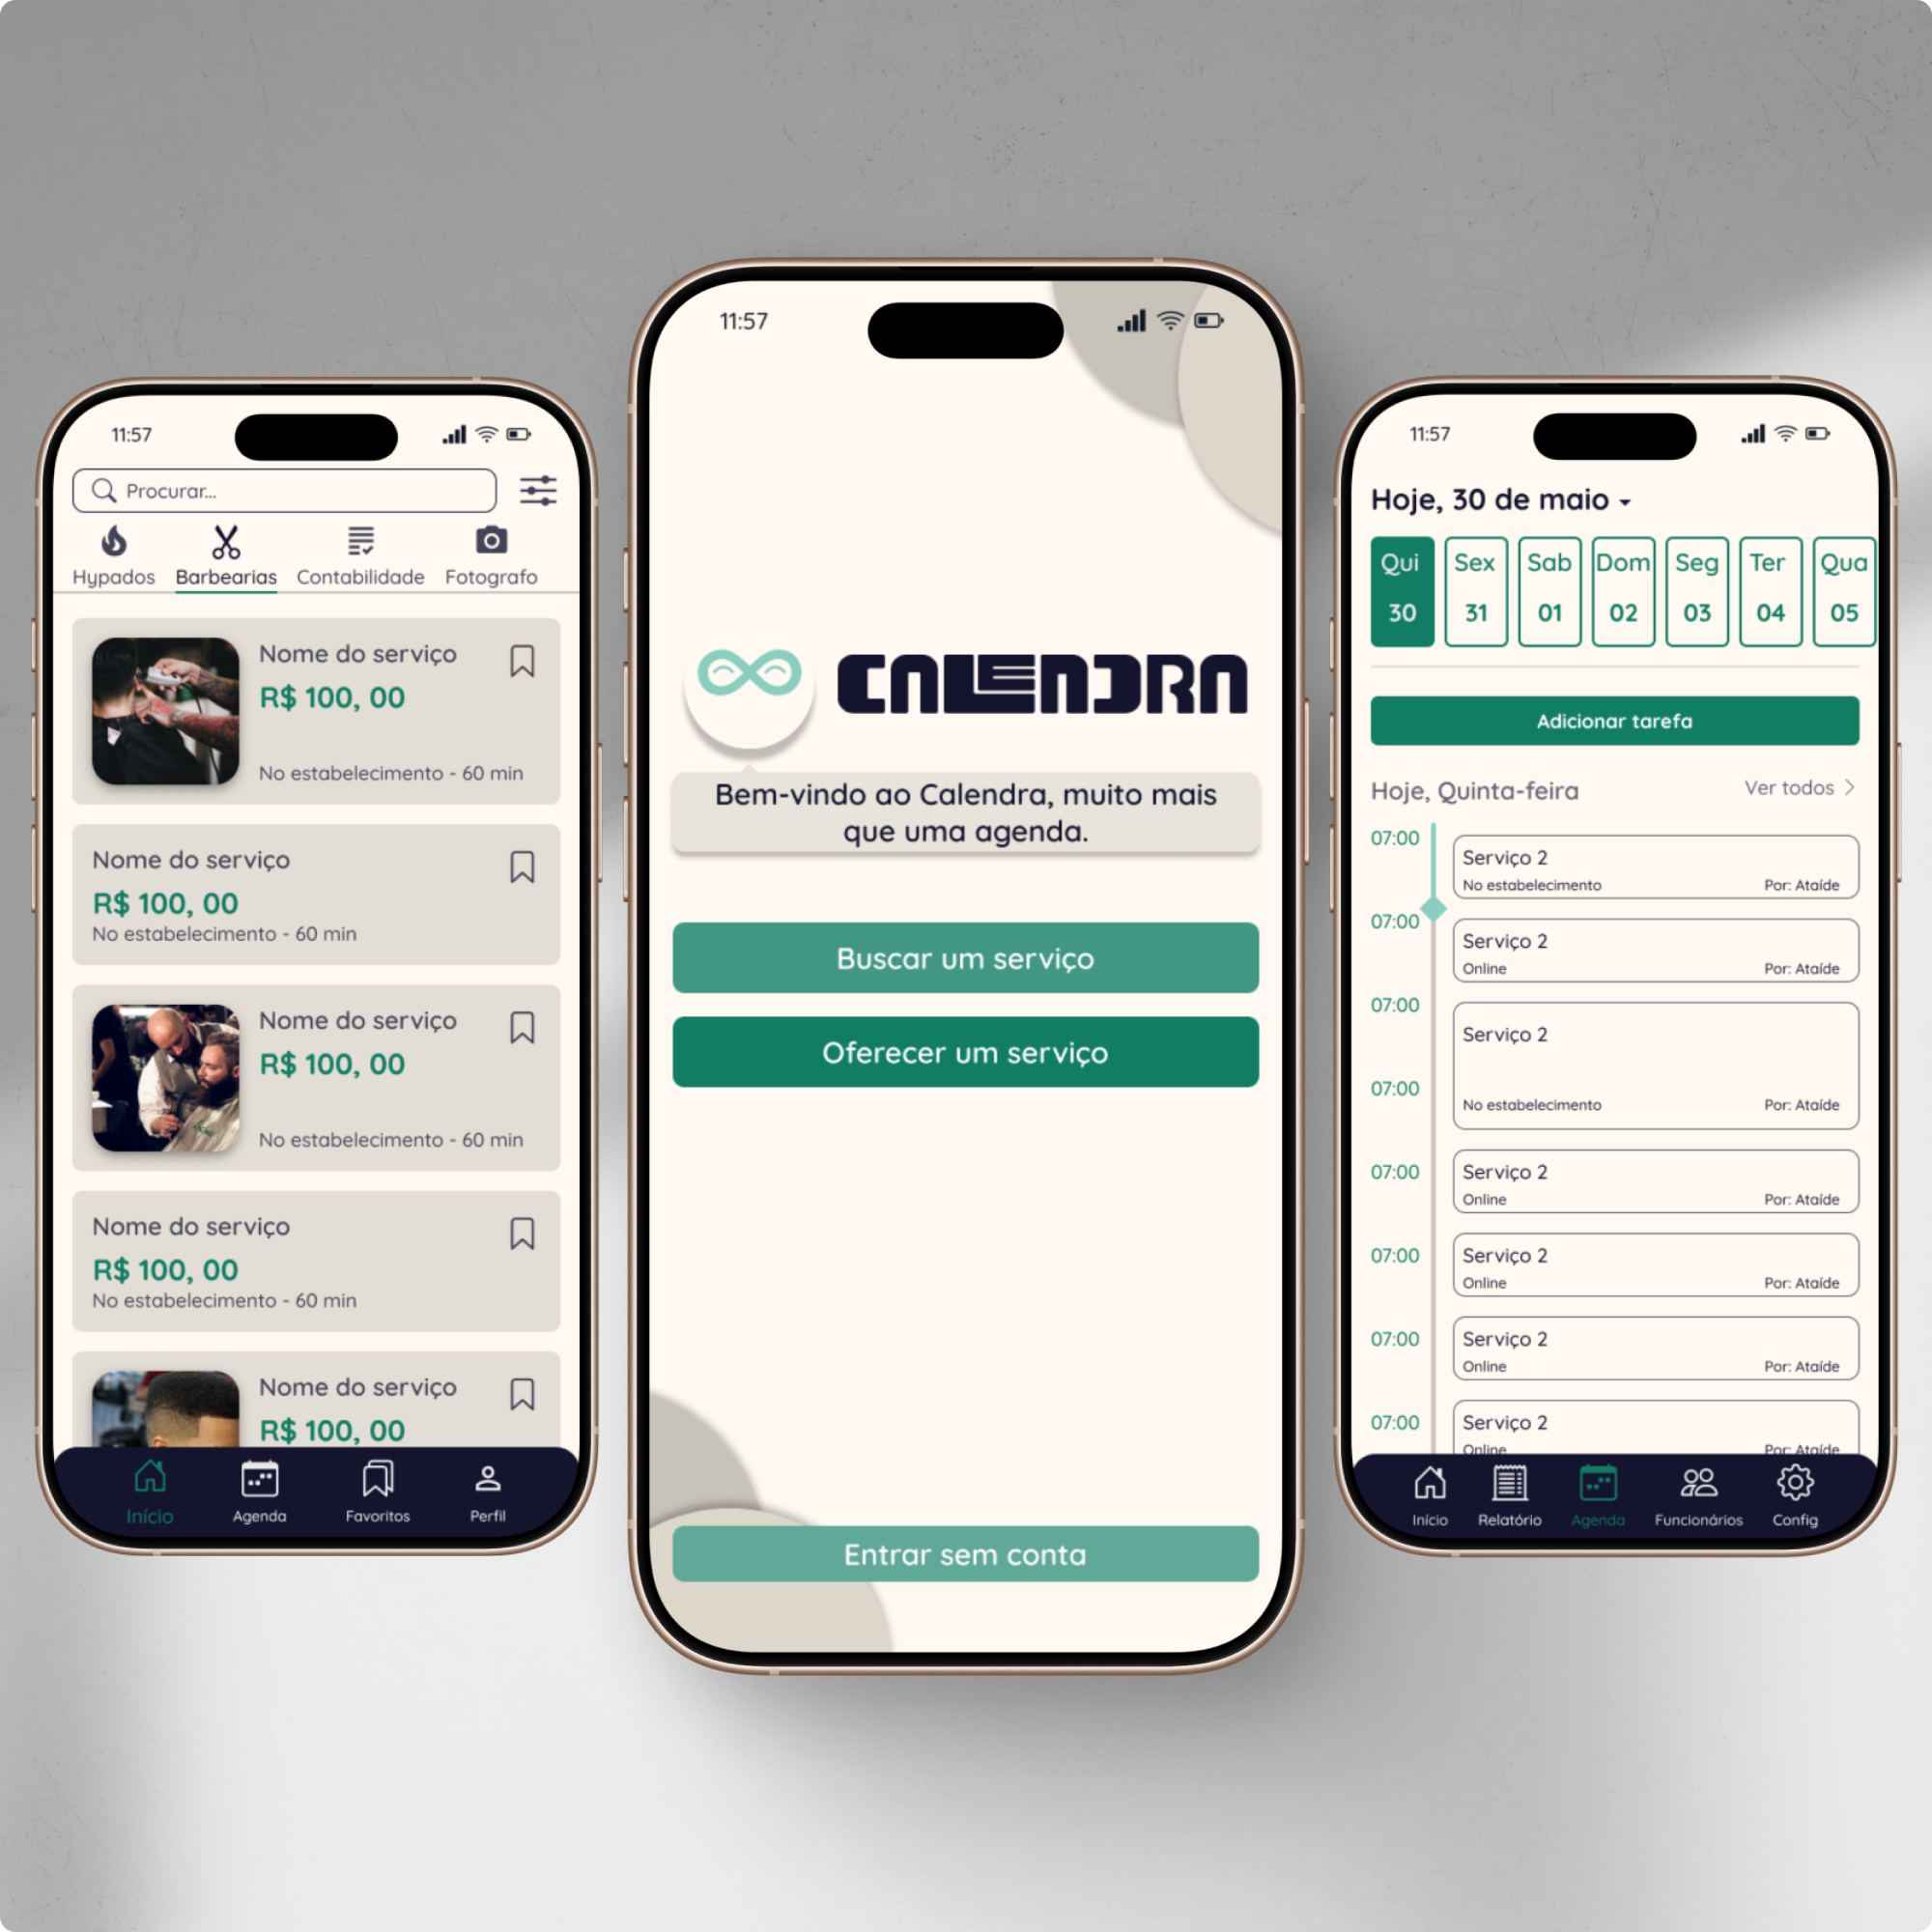 11:57
Procurar...
Hypados Barbearias Contabilidade Fotografo
Nome do serviço
R$ 100, 00
No estabelecimento - 60 min
Nome do serviço
R$ 100, 00
No estabelecimento - 60 min
Nome do serviço
R$ 100, 00
No estabelecimento - 60 min
Nome do serviço
R$ 100, 00
No estabelecimento - 60 min
Nome do serviço
R$ 100, 00
Início Agenda Favoritos Perfil
11:57
CALENDRA
Bem-vindo ao Calendra, muito mais
que uma agenda.
Buscar um serviço
Oferecer um serviço
Entrar sem conta
11:57
Hoje, 30 de maio
Qui Sex Sab Dom Seg Ter Qua
30 31 01 02 03 04 05
Adicionar tarefa
Hoje, Quinta-feira Ver todos
07:00
Serviço 2
No estabelecimento Por: Ataíde
07:00
Serviço 2
Online Por: Ataíde
07:00
Serviço 2
07:00
No estabelecimento Por: Ataíde
07:00
Serviço 2
Online Por: Ataíde
07:00
Serviço 2
Online Por: Ataíde
07:00
Serviço 2
Online Por: Ataíde
07:00
Serviço 2
Online Por: Ataíde
Início Relatório Agenda Funcionários Config